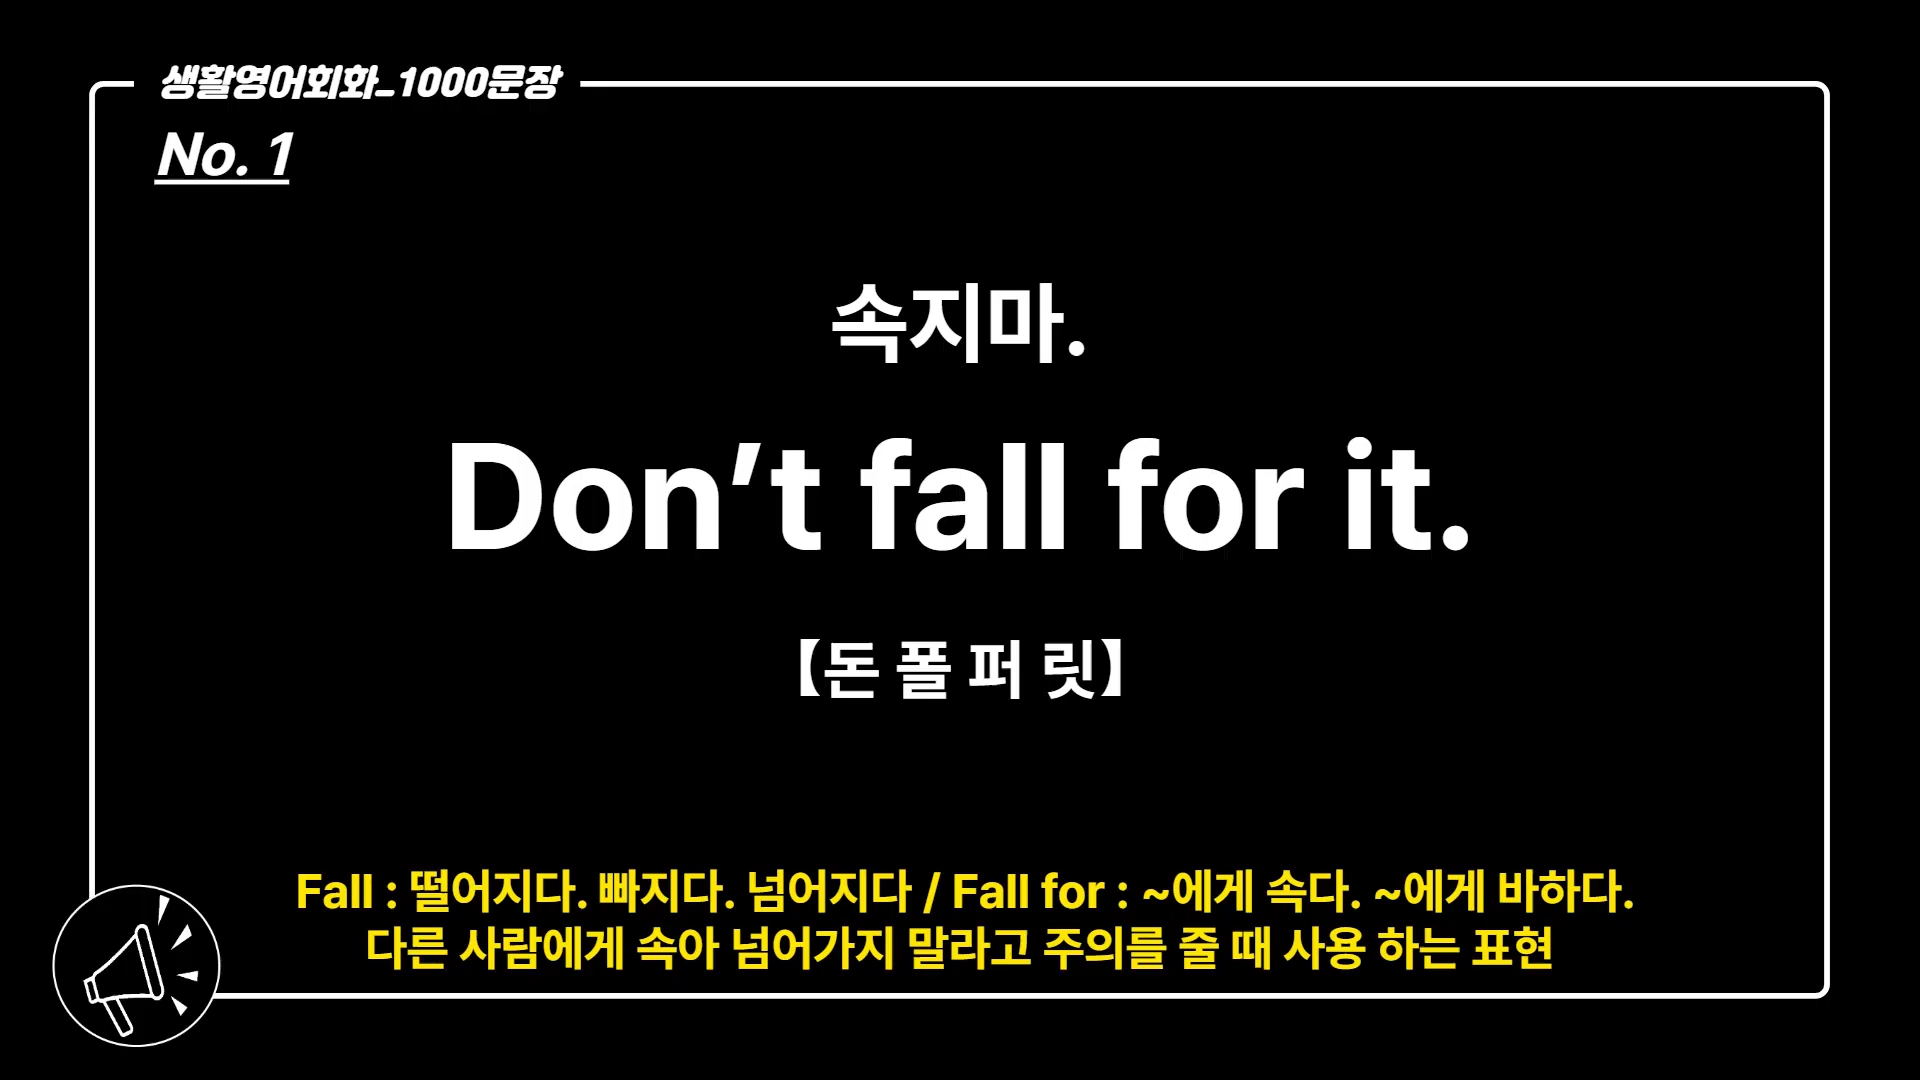 생활영어회화_1000문장
No. 1
속지마.
Don’t fall for it.
【돈 폴 퍼 릿】
Fall : 떨어지다. 빠지다. 넘어지다 / Fall for : ~에게 속다. ~에게 바하다.
다른 사람에게 속아 넘어가지 말라고 주의를 줄 때 사용 하는 표현